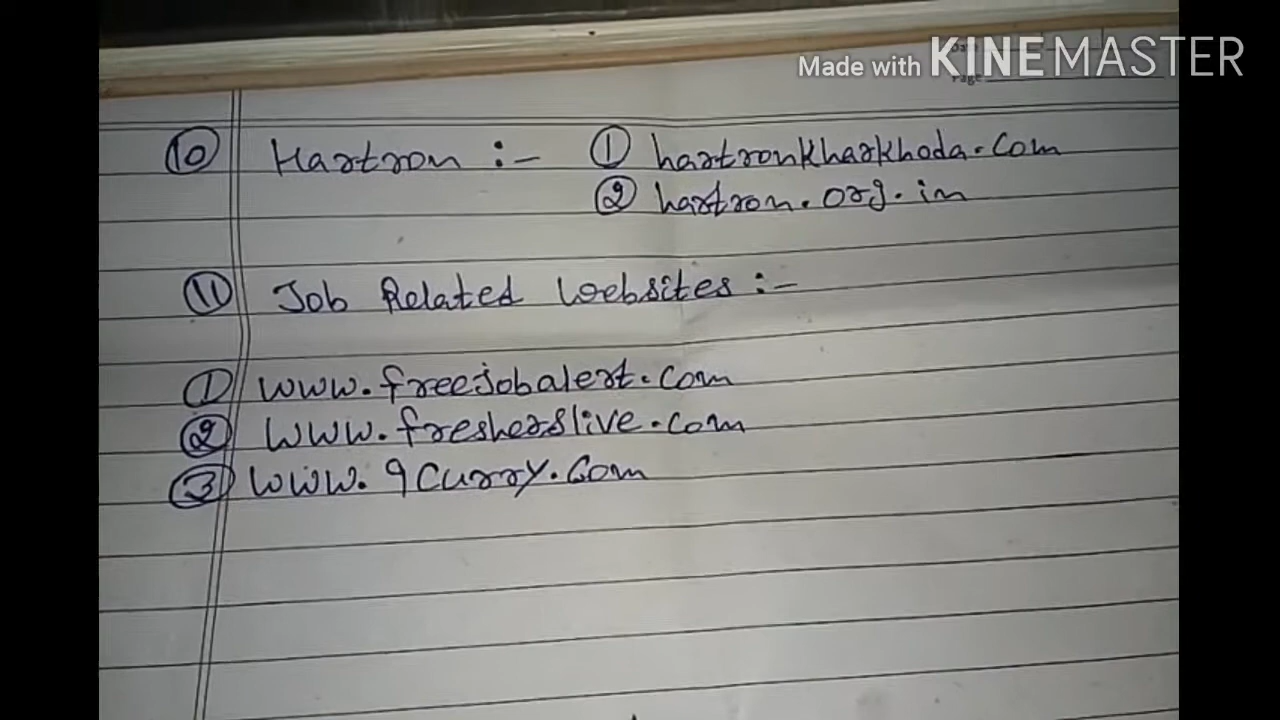 Made with KINEMASTER
Page
⑩ Hartron :- ① hartronkharkhoda.com
② hartron.org.in
⑪ Job Related Websites :-
① www.freejobalert.com
② www.fresherslive.com
③ www.9curry.com